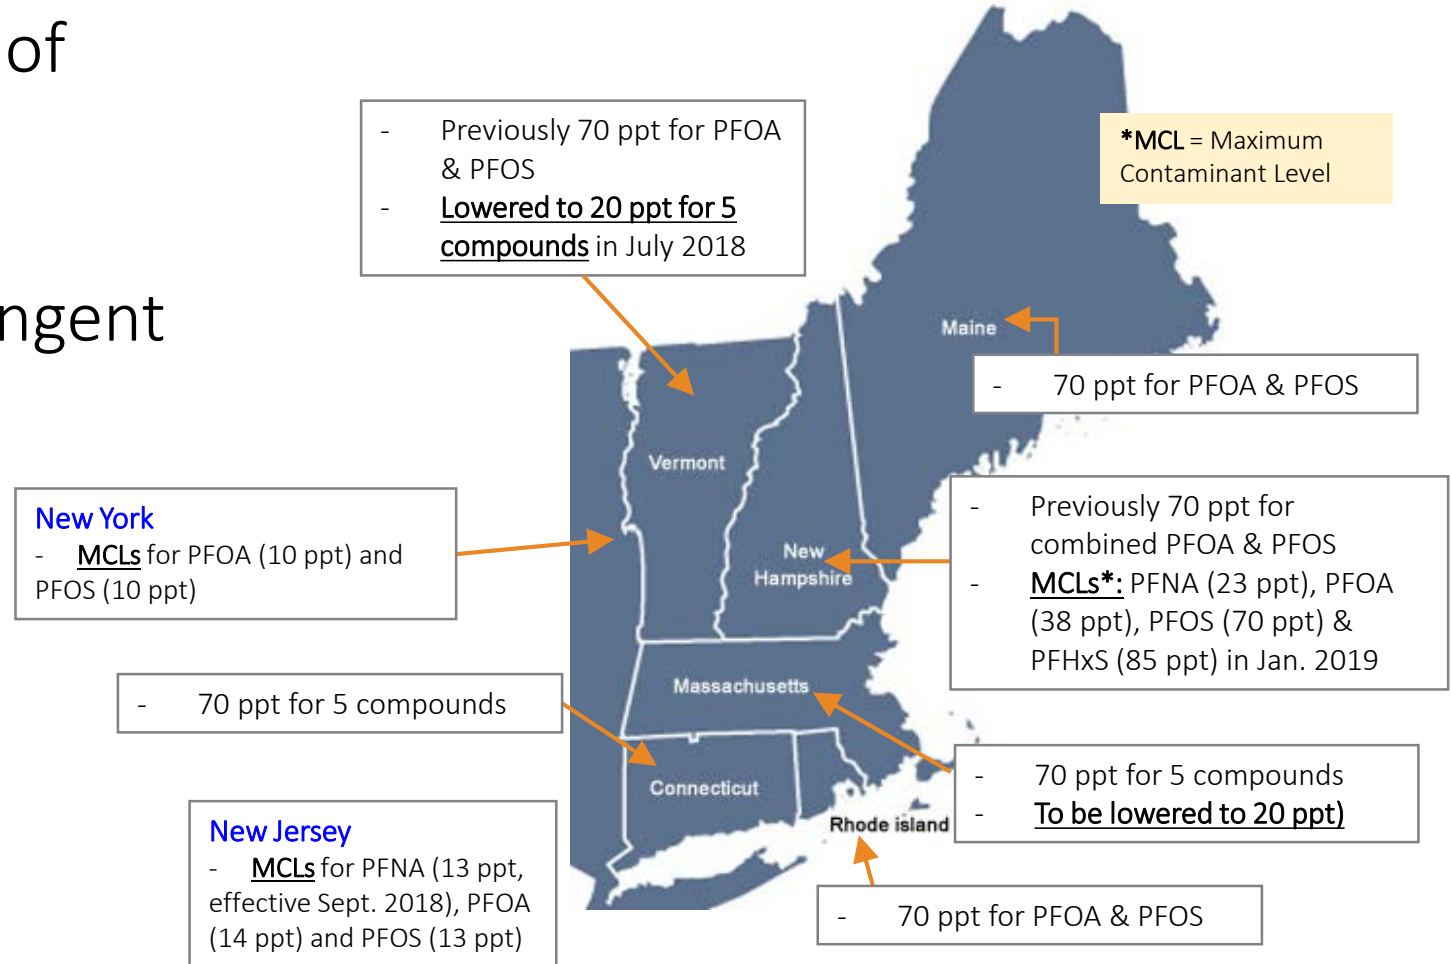 of
ngent
- Previously 70 ppt for PFOA
& PFOS
- Lowered to 20 ppt for 5
compounds in July 2018
*MCL = Maximum
Contaminant Level
Maine
- 70 ppt for PFOA & PFOS
Vermont
New York
- MCLs for PFOA (10 ppt) and
PFOS (10 ppt)
New
Hampshire
- Previously 70 ppt for
combined PFOA & PFOS
- MCLs*: PFNA (23 ppt), PFOA
(38 ppt), PFOS (70 ppt) &
PFHxS (85 ppt) in Jan. 2019
Massachusetts
- 70 ppt for 5 compounds
Connecticut
- 70 ppt for 5 compounds
- To be lowered to 20 ppt)
Rhode island
New Jersey
- MCLs for PFNA (13 ppt,
effective Sept. 2018), PFOA
(14 ppt) and PFOS (13 ppt)
- 70 ppt for PFOA & PFOS